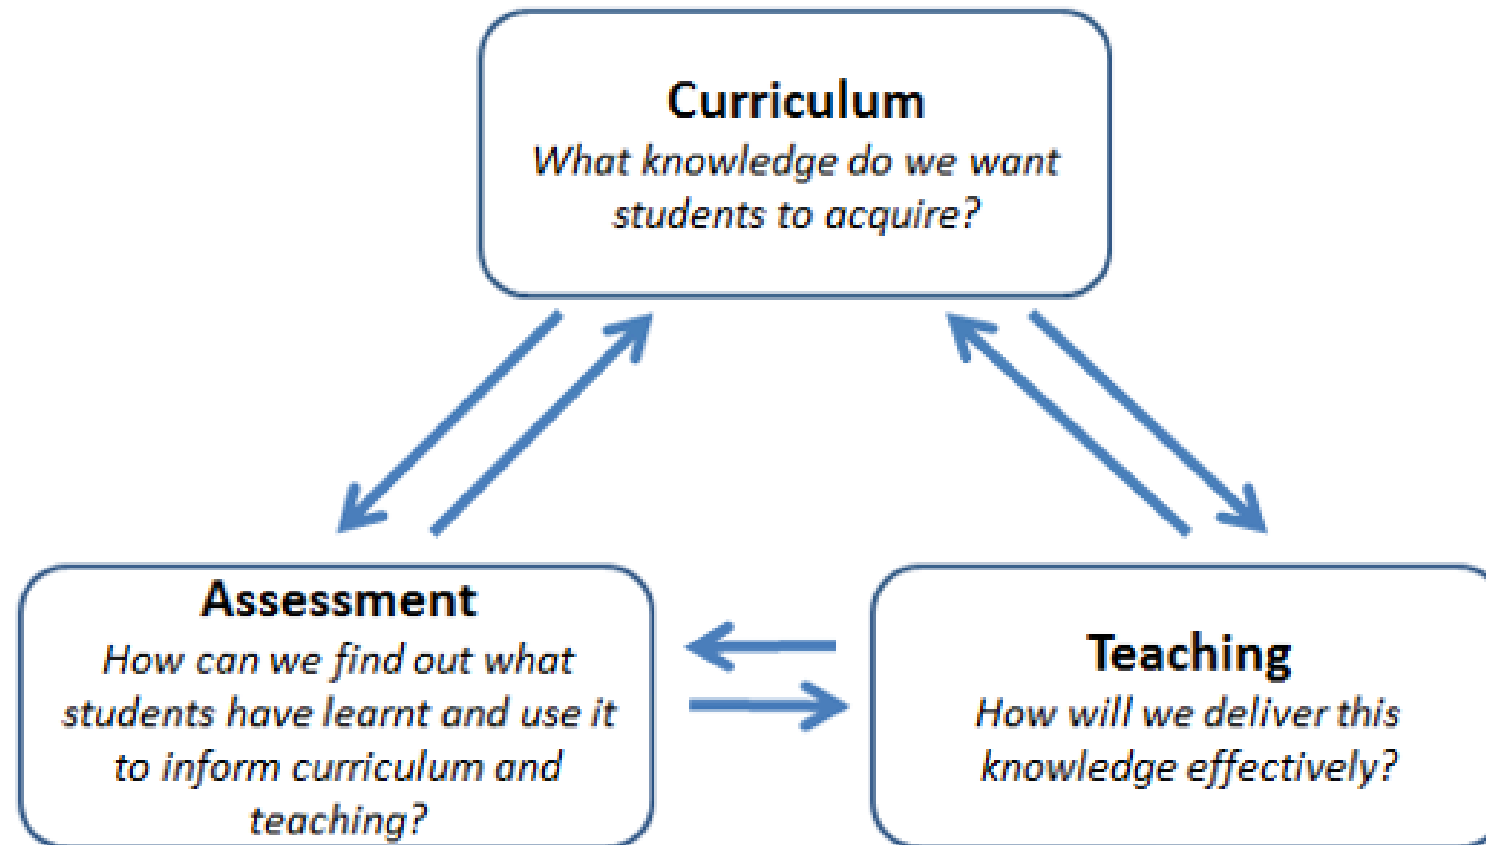 Curriculum
What knowledge do we want
students to acquire?
Assessment
How can we find out what
students have learnt and use it
to inform curriculum and
teaching?
Teaching
How will we deliver this
knowledge effectively?